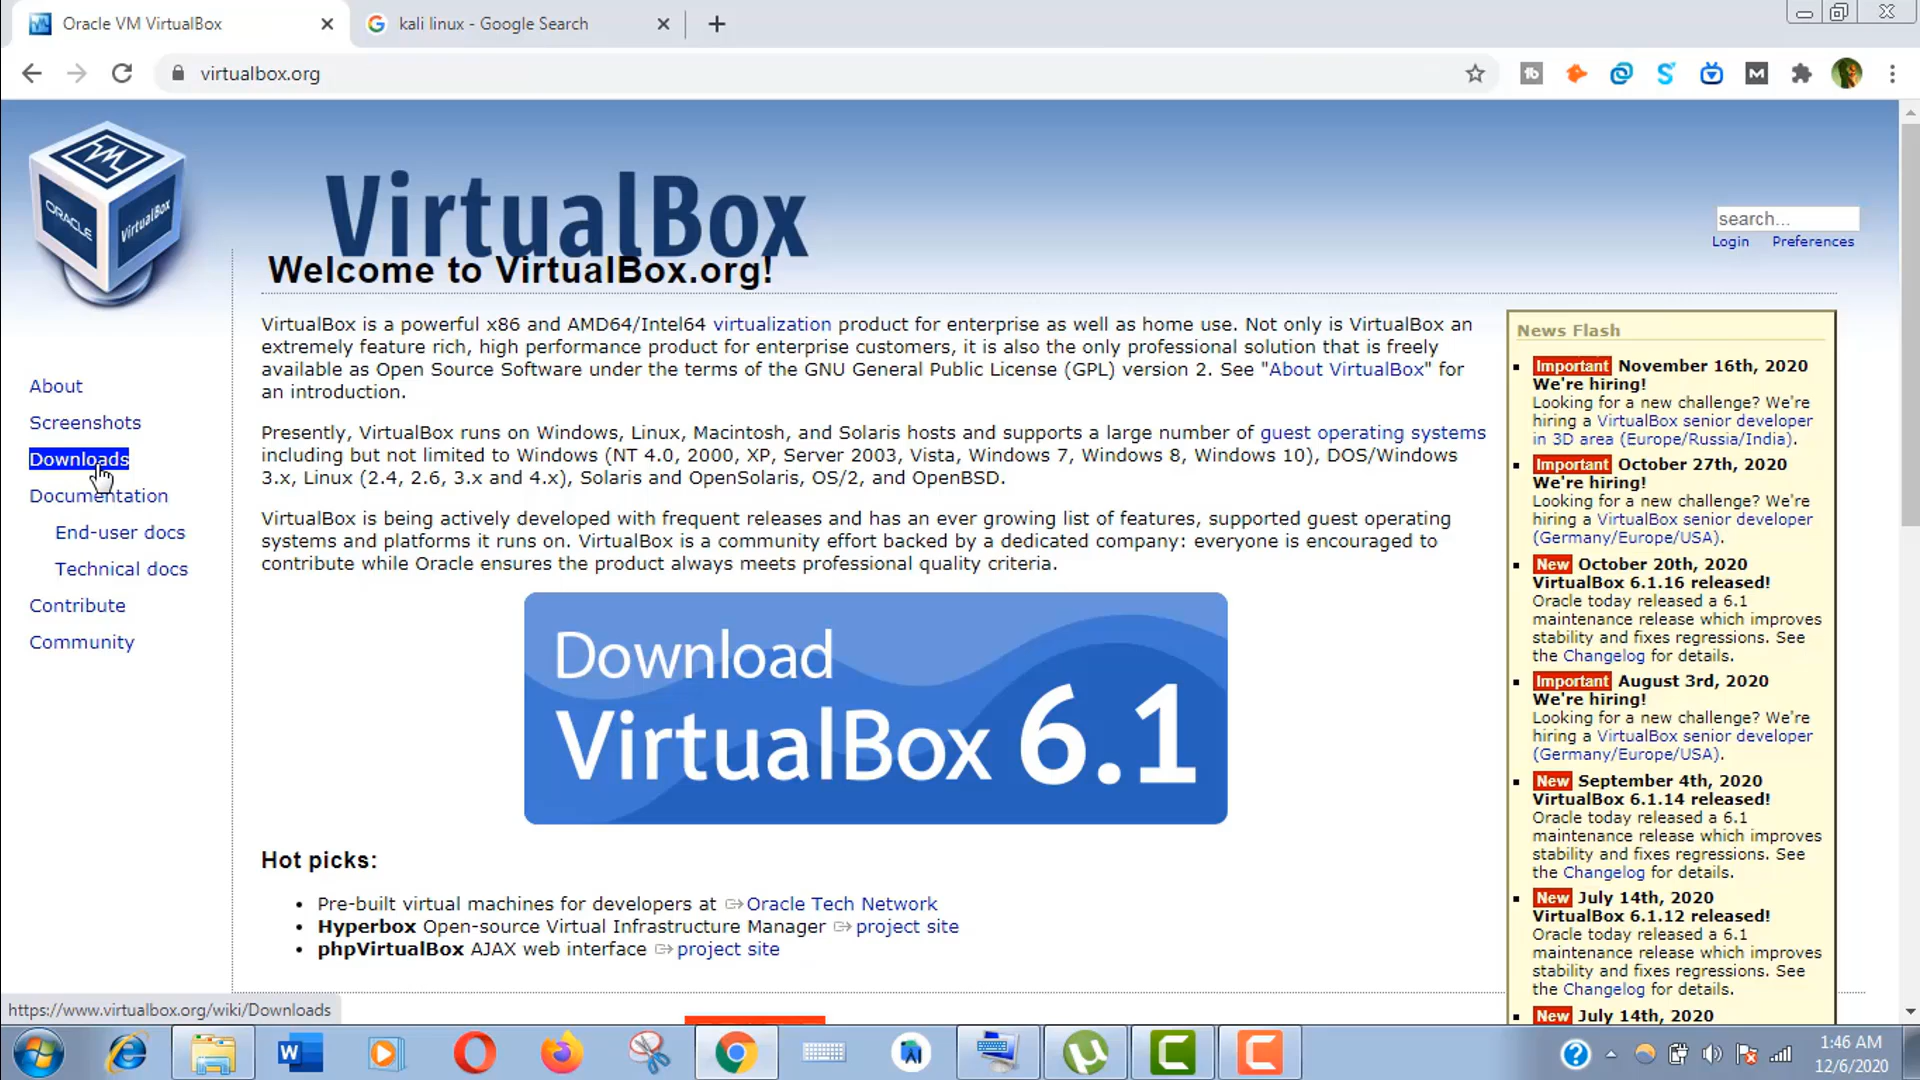 Oracle VM VirtualBox
kali linux - Google Search
virtualbox.org
ORACLE
VirtualBox
VirtualBox
search...
Login
Preferences
Welcome to VirtualBox.org!
About
Screenshots
Downloads
Documentation
End-user docs
Technical docs
Contribute
Community
VirtualBox is a powerful x86 and AMD64/Intel64 virtualization product for enterprise as well as home use. Not only is VirtualBox an
extremely feature rich, high performance product for enterprise customers, it is also the only professional solution that is freely
available as Open Source Software under the terms of the GNU General Public License (GPL) version 2. See "About VirtualBox" for
an introduction.
Presently, VirtualBox runs on Windows, Linux, Macintosh, and Solaris hosts and supports a large number of guest operating systems
including but not limited to Windows (NT 4.0, 2000, XP, Server 2003, Vista, Windows 7, Windows 8, Windows 10), DOS/Windows
3.x, Linux (2.4, 2.6, 3.x and 4.x), Solaris and OpenSolaris, OS/2, and OpenBSD.
VirtualBox is being actively developed with frequent releases and has an ever growing list of features, supported guest operating
systems and platforms it runs on. VirtualBox is a community effort backed by a dedicated company: everyone is encouraged to
contribute while Oracle ensures the product always meets professional quality criteria.
Download
VirtualBox 6.1
Hot picks:
• Pre-built virtual machines for developers at Oracle Tech Network
• Hyperbox Open-source Virtual Infrastructure Manager project site
• phpVirtualBox AJAX web interface project site
News Flash
Important November 16th, 2020
We're hiring!
Looking for a new challenge? We're
hiring a VirtualBox senior developer
in 3D area (Europe/Russia/India).
Important October 27th, 2020
We're hiring!
Looking for a new challenge? We're
hiring a VirtualBox senior developer
(Germany/Europe/USA).
New October 20th, 2020
VirtualBox 6.1.16 released!
Oracle today released a 6.1
maintenance release which improves
stability and fixes regressions. See
the Changelog for details.
Important August 3rd, 2020
We're hiring!
Looking for a new challenge? We're
hiring a VirtualBox senior developer
(Germany/Europe/USA).
New September 4th, 2020
VirtualBox 6.1.14 released!
Oracle today released a 6.1
maintenance release which improves
stability and fixes regressions. See
the Changelog for details.
New July 14th, 2020
VirtualBox 6.1.12 released!
Oracle today released a 6.1
maintenance release which improves
stability and fixes regressions. See
the Changelog for details.
New July 14th, 2020
https://www.virtualbox.org/wiki/Downloads
1:46 AM
12/6/2020